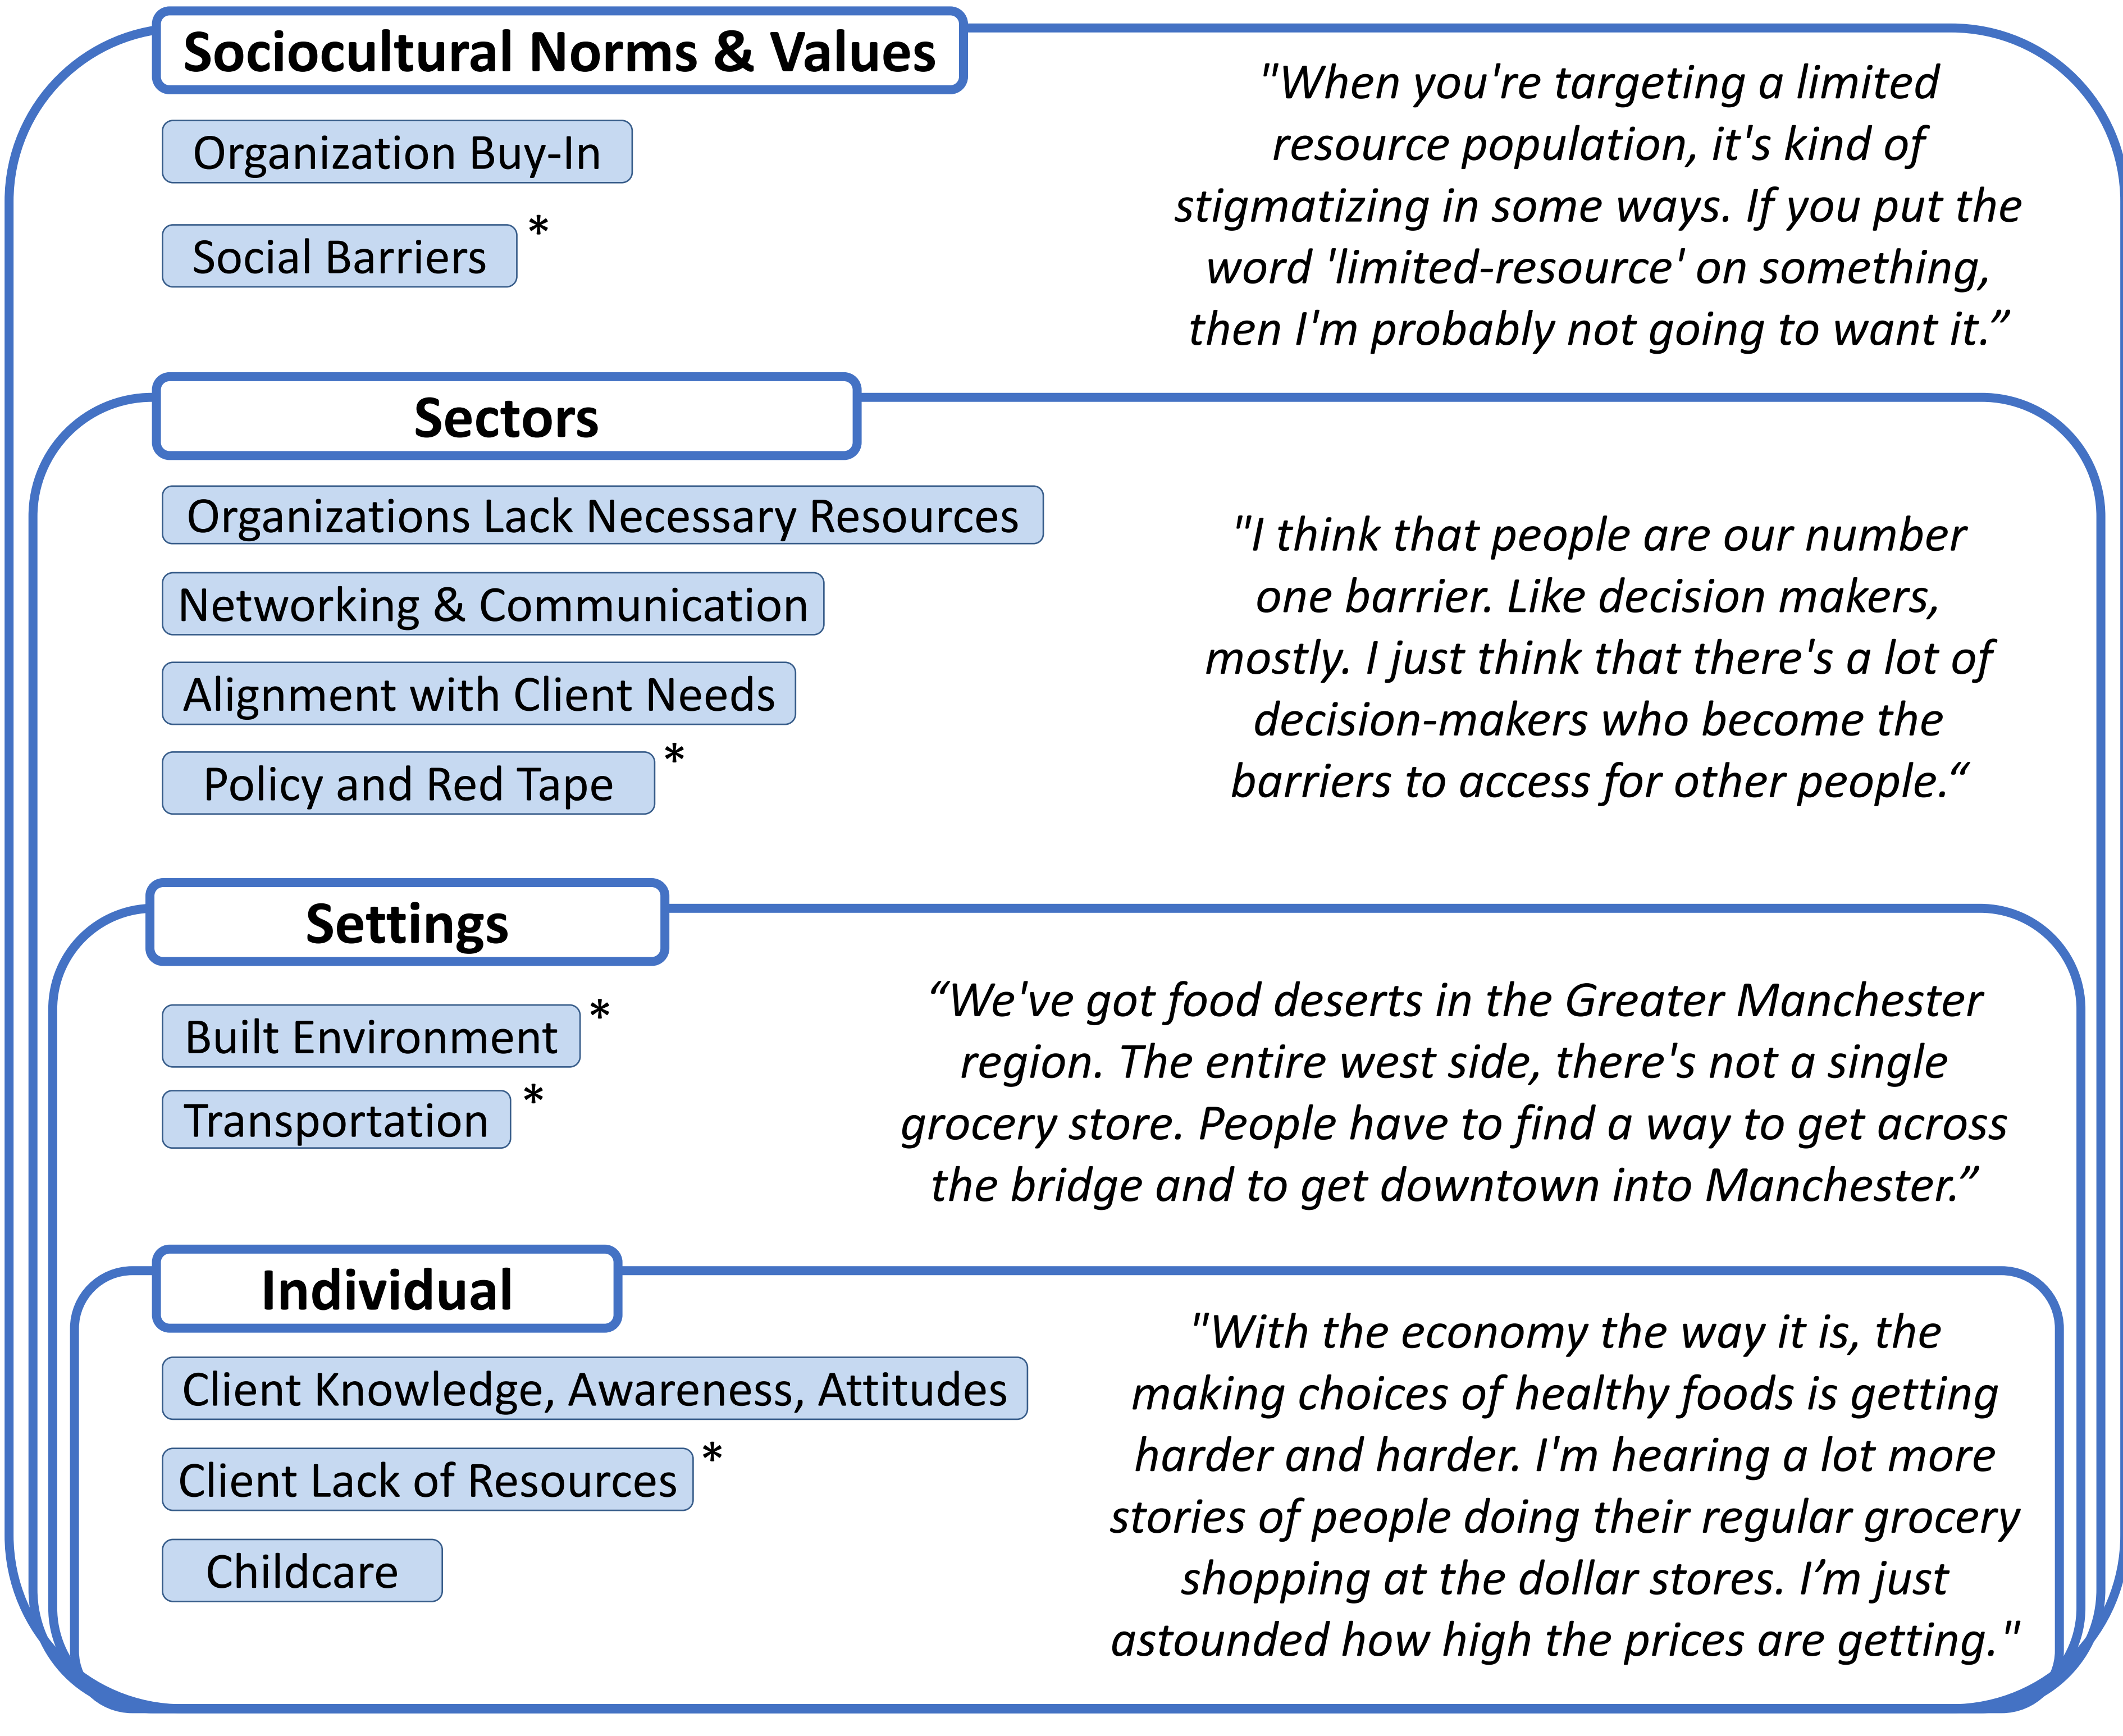 Sociocultural Norms & Values
Organization Buy-In
Social Barriers *
"When you're targeting a limited
resource population, it's kind of
stigmatizing in some ways. If you put the
word 'limited-resource' on something,
then I'm probably not going to want it.”
Sectors
Organizations Lack Necessary Resources
Networking & Communication
Alignment with Client Needs
Policy and Red Tape *
"I think that people are our number
one barrier. Like decision makers,
mostly. I just think that there's a lot of
decision-makers who become the
barriers to access for other people.“
Settings
Built Environment *
Transportation *
“We've got food deserts in the Greater Manchester
region. The entire west side, there's not a single
grocery store. People have to find a way to get across
the bridge and to get downtown into Manchester.”
Individual
Client Knowledge, Awareness, Attitudes
Client Lack of Resources *
Childcare
"With the economy the way it is, the
making choices of healthy foods is getting
harder and harder. I'm hearing a lot more
stories of people doing their regular grocery
shopping at the dollar stores. I’m just
astounded how high the prices are getting."